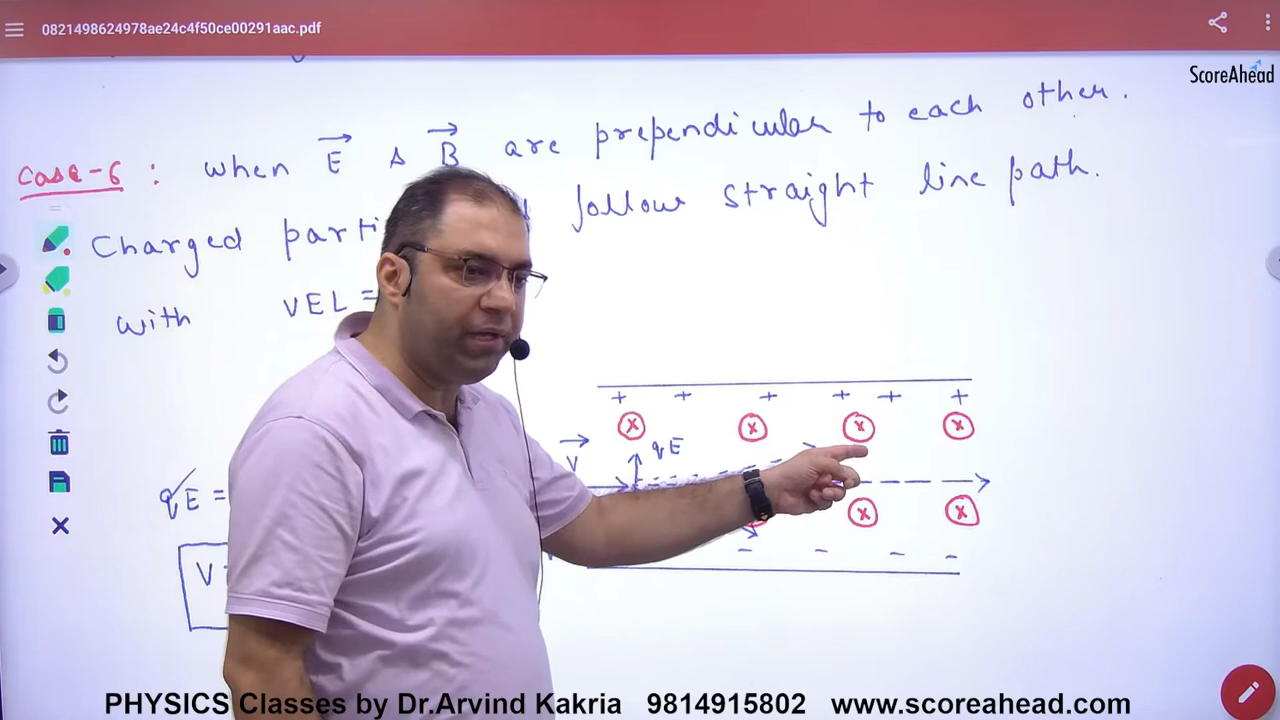 0821498624978ae24c4f50ce00291aac.pdf
ScoreAhead
Case-6 : when E & B are prependicular to each other.
Charged parti follow straight line path.
with VEL =
+ + + + + +
x x x x
V qE
qE =
x x
V
- - - -
PHYSICS Classes by Dr.Arvind Kakria 9814915802 www.scoreahead.com